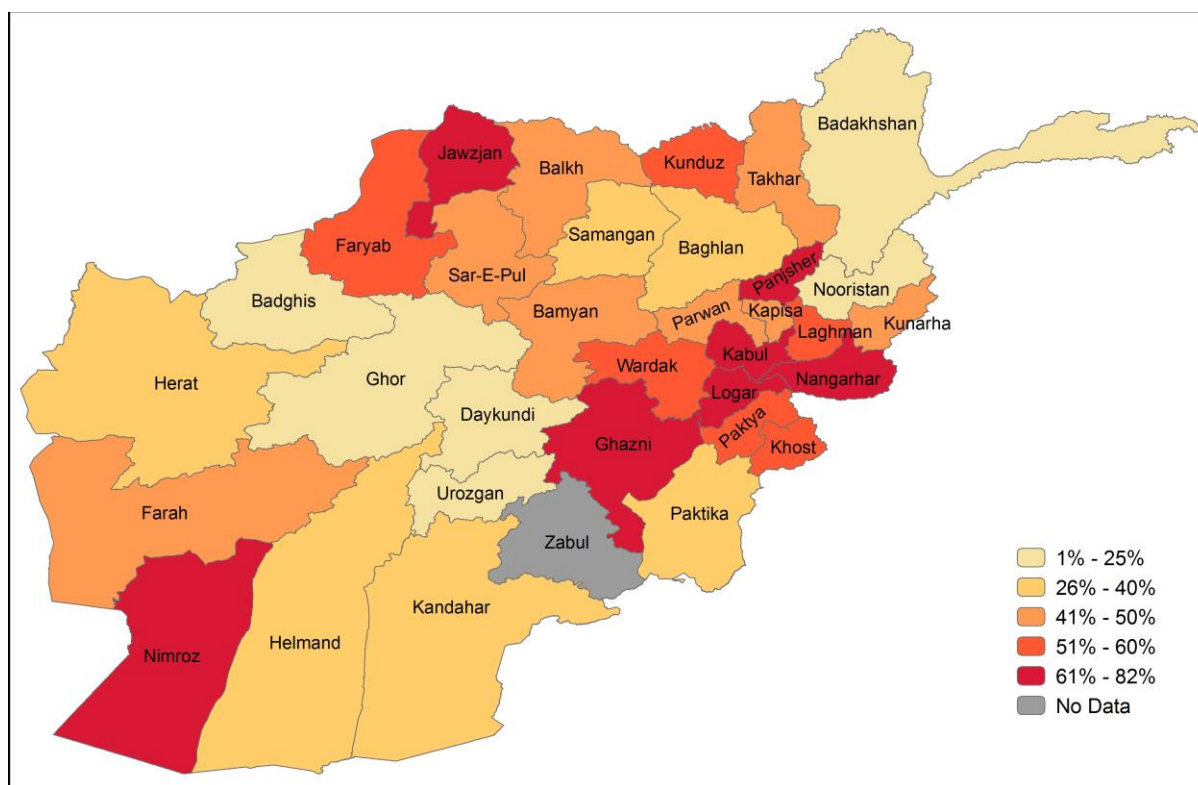 Badakhshan
Jawzjan
Balkh
Kunduz
Takhar
Faryab
Samangan
Baghlan
Sar-E-Pul
Panjsher
Nooristan
Badghis
Bamyan
Parwan
Kapisa
Laghman
Kunarha
Herat
Ghor
Wardak
Kabul
Nangarhar
Logar
Daykundi
Ghazni
Paktya
Khost
Urozgan
Farah
Paktika
Zabul
Kandahar
Helmand
Nimroz
1% - 25%
26% - 40%
41% - 50%
51% - 60%
61% - 82%
No Data